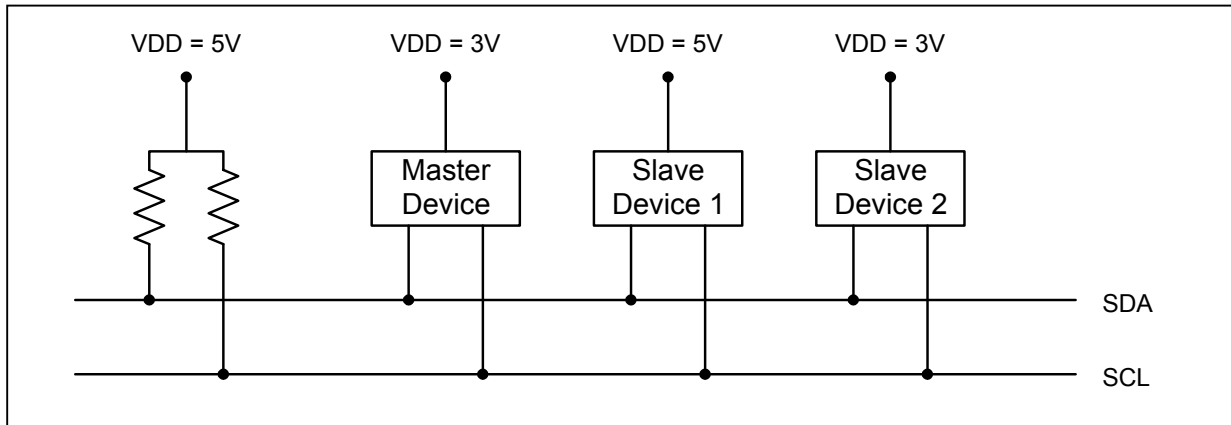 VDD = 5V
VDD = 3V
VDD = 5V
VDD = 3V
Master
Device
Slave
Device 1
Slave
Device 2
SDA
SCL